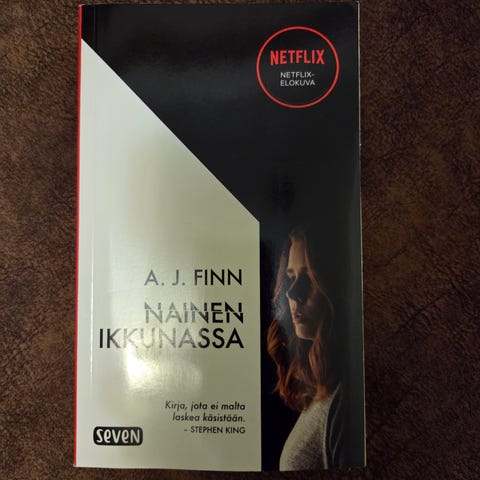 NETFLIX
NETFLIX-
ELOKUVA
A. J. FINN
NAINEN
IKKUNASSA
Kirja, jota ei malta
laskea käsistään.
- STEPHEN KING
SEVEN